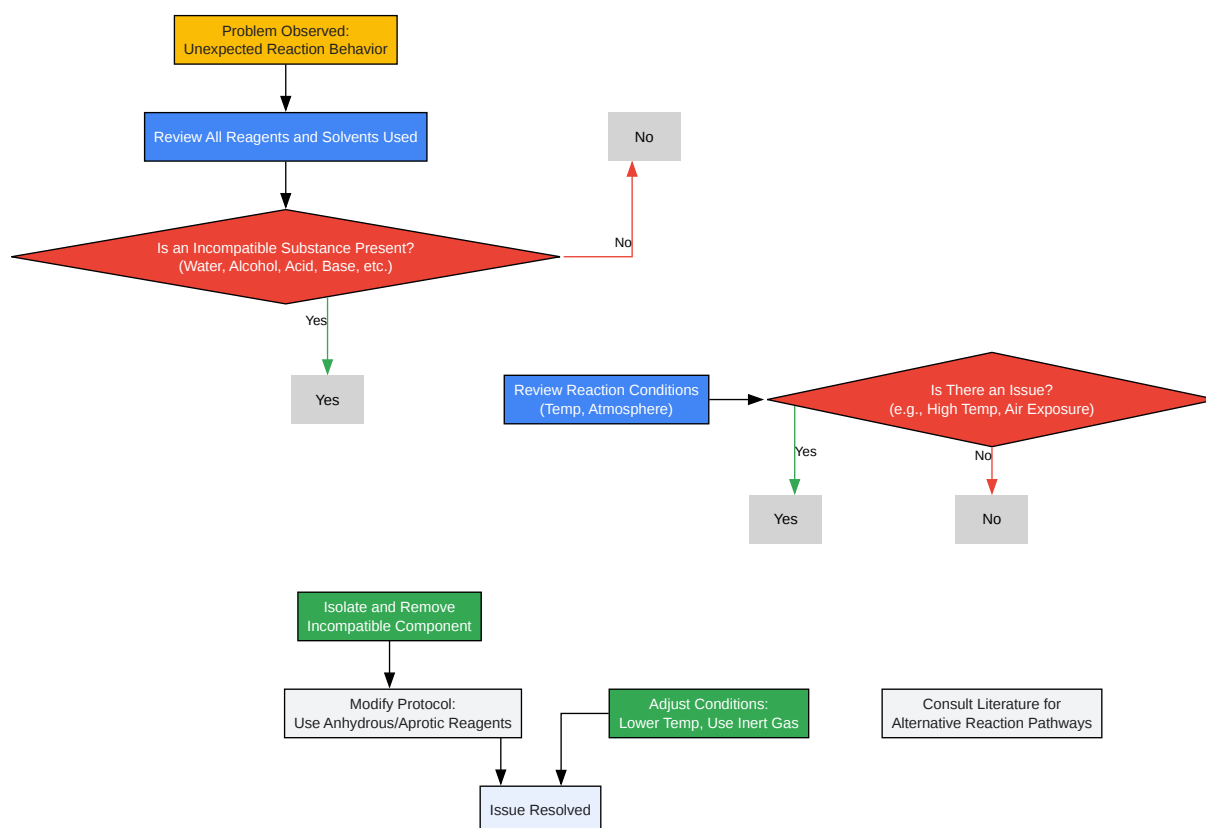 Problem Observed:
Unexpected Reaction Behavior
Review All Reagents and Solvents Used
No
No
Is an Incompatible Substance Present?
(Water, Alcohol, Acid, Base, etc.)
Yes
Yes
Review Reaction Conditions
(Temp, Atmosphere)
Is There an Issue?
(e.g., High Temp, Air Exposure)
Yes
No
Yes
No
Isolate and Remove
Incompatible Component
Modify Protocol:
Use Anhydrous/Aprotic Reagents
Adjust Conditions:
Lower Temp, Use Inert Gas
Consult Literature for
Alternative Reaction Pathways
Issue Resolved